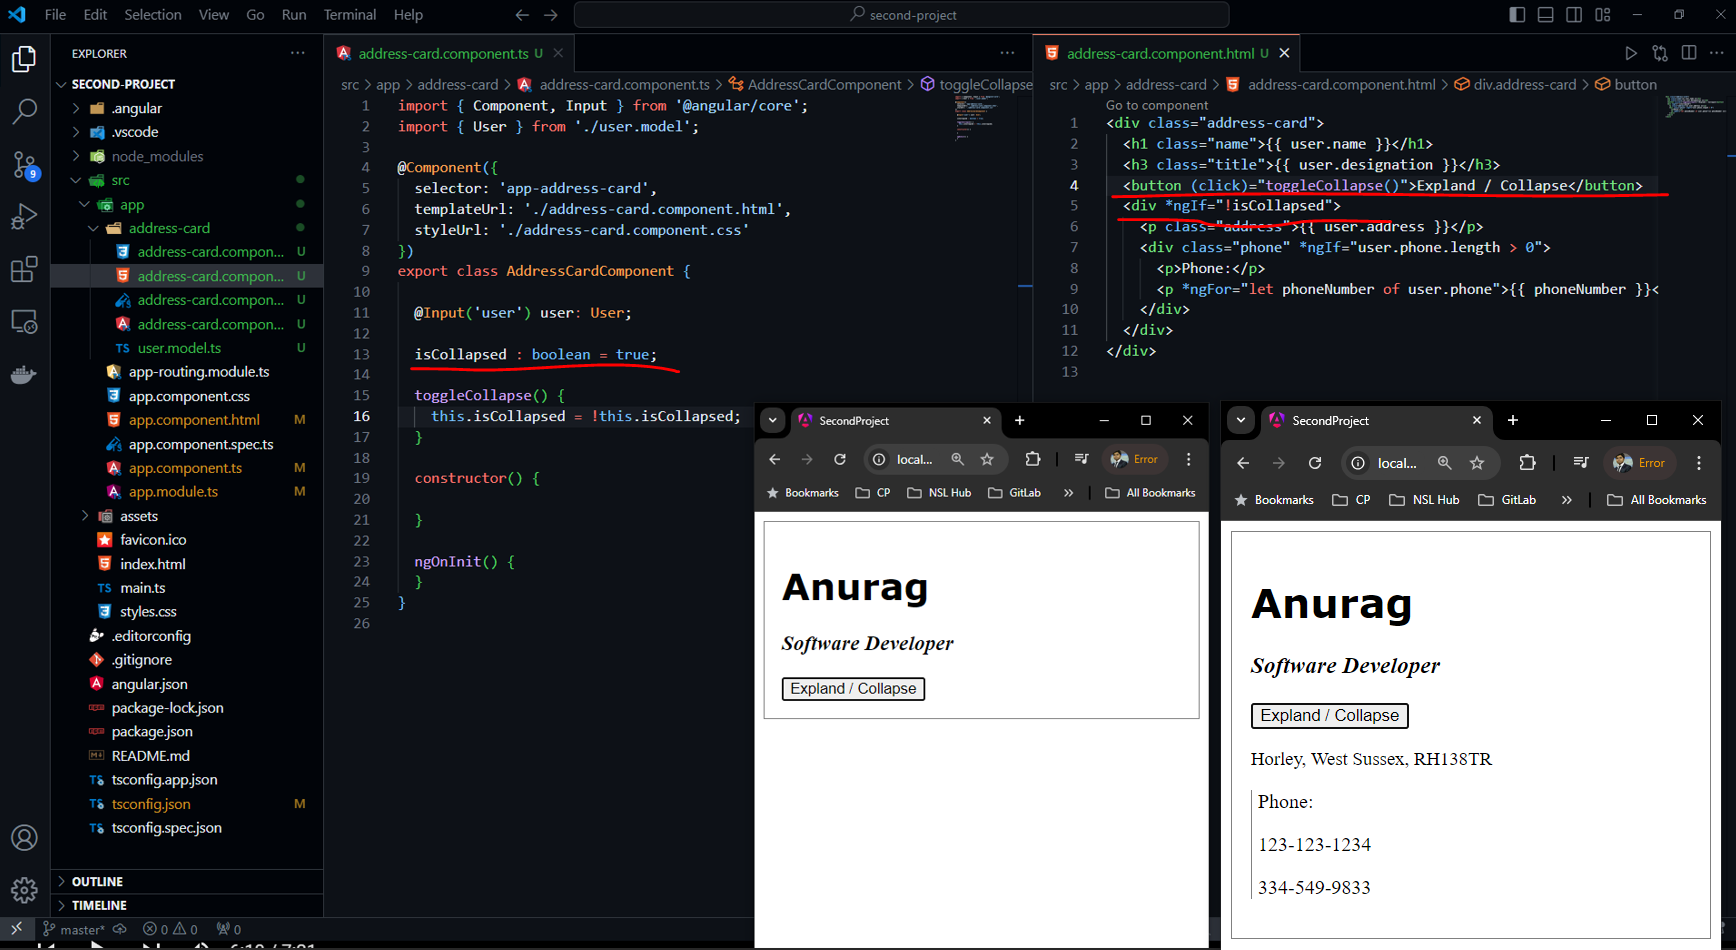 File Edit Selection View Go Run Terminal Help
second-project
EXPLORER
SECOND-PROJECT
.angular
.vscode
node_modules
src
app
address-card
address-card.compon... U
address-card.compon... U
address-card.compon... U
address-card.compon... U
TS user.model.ts U
app-routing.module.ts
app.component.css
app.component.html M
app.component.spec.ts
app.component.ts M
app.module.ts M
assets
favicon.ico
index.html
TS main.ts
styles.css
.editorconfig
.gitignore
angular.json
package-lock.json
package.json
README.md
tsconfig.app.json
tsconfig.json M
tsconfig.spec.json
OUTLINE
TIMELINE
9
master* 0 0 0
address-card.component.ts U
src > app > address-card > address-card.component.ts > AddressCardComponent > toggleCollapse
1 import { Component, Input } from '@angular/core';
2 import { User } from './user.model';
3
4 @Component({
5 selector: 'app-address-card',
6 templateUrl: './address-card.component.html',
7 styleUrl: './address-card.component.css'
8 })
9 export class AddressCardComponent {
10
11 @Input('user') user: User;
12
13 isCollapsed : boolean = true;
14
15 toggleCollapse() {
16 this.isCollapsed = !this.isCollapsed;
17 }
18
19 constructor() {
20
21 }
22
23 ngOnInit() {
24 }
25 }
26
address-card.component.html U
src > app > address-card > address-card.component.html > div.address-card > button
Go to component
1 <div class="address-card">
2 <h1 class="name">{{ user.name }}</h1>
3 <h3 class="title">{{ user.designation }}</h3>
4 <button (click)="toggleCollapse()">Expland / Collapse</button>
5 <div *ngIf="!isCollapsed">
6 <p class="address">{{ user.address }}</p>
7 <div class="phone" *ngIf="user.phone.length > 0">
8 <p>Phone:</p>
9 <p *ngFor="let phoneNumber of user.phone">{{ phoneNumber }}<
10 </div>
11 </div>
12 </div>
13
SecondProject
local... Error
Bookmarks CP NSL Hub GitLab » All Bookmarks
Anurag
Software Developer
Expland / Collapse
SecondProject
local... Error
Bookmarks CP NSL Hub GitLab » All Bookmarks
Anurag
Software Developer
Expland / Collapse
Horley, West Sussex, RH138TR
Phone:
123-123-1234
334-549-9833